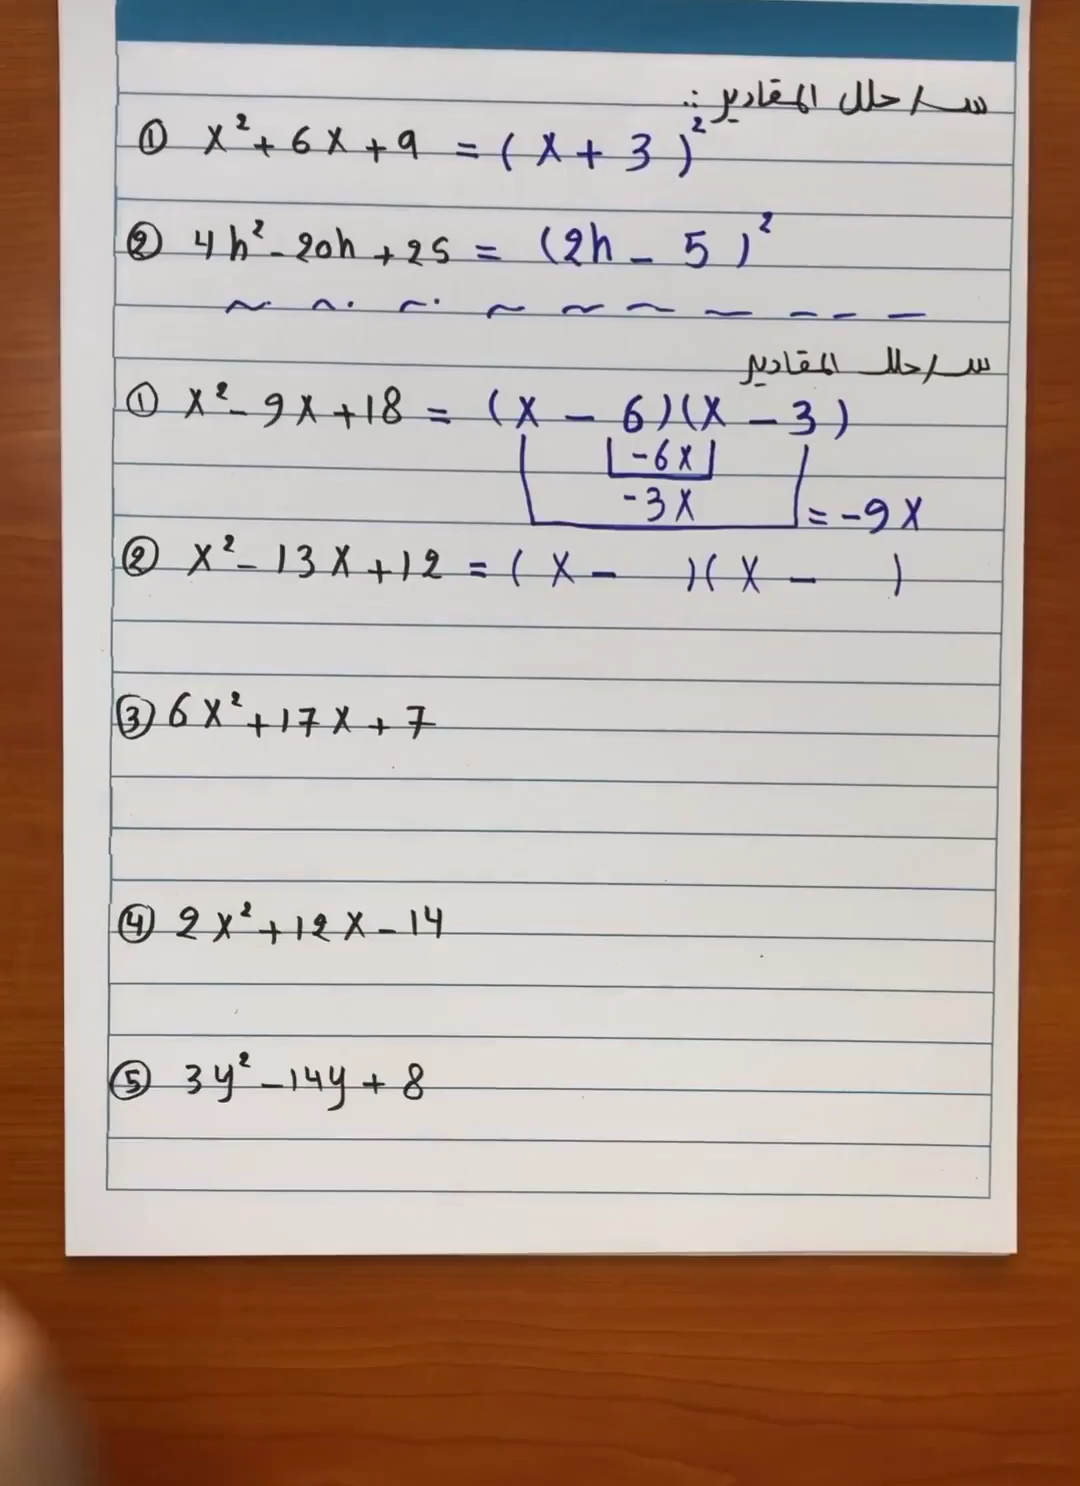 س/ حلل المقادير :
① x² + 6x + 9 = (x + 3)²
② 4h² - 20h + 25 = (2h - 5)²
س/ حلل المقادير
① x² - 9x + 18 = (x - 6)(x - 3)
-6x
-3x = -9x
② x² - 13x + 12 = (x - )(x - )
③ 6x² + 17x + 7
④ 2x² + 12x - 14
⑤ 3y² - 14y + 8